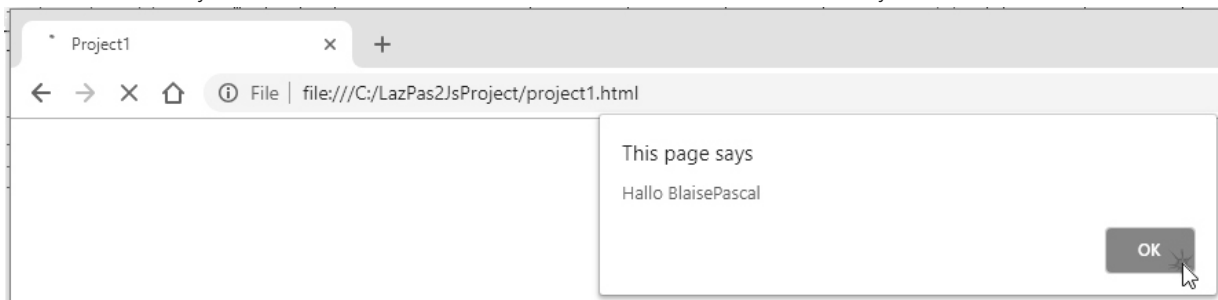 Project1
File | file:///C:/LazPas2JsProject/project1.html
This page says
Hallo BlaisePascal
OK